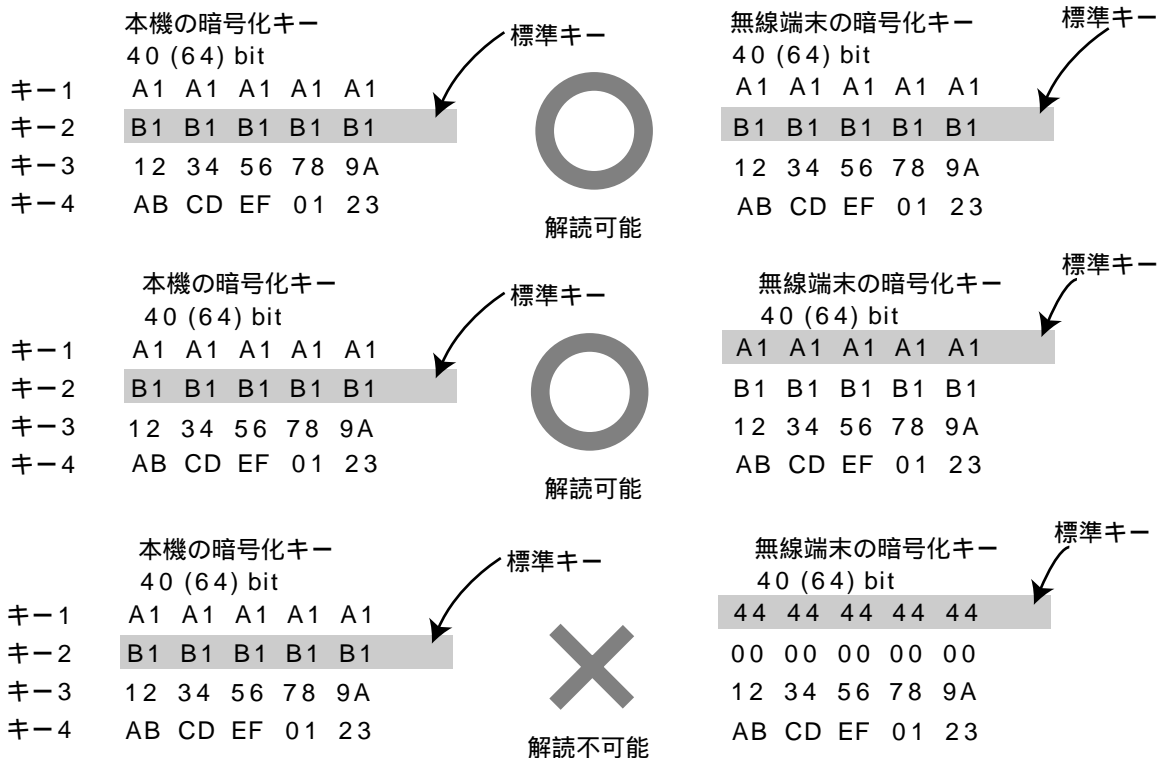 本機の暗号化キー
標準キー
無線端末の暗号化キー
標準キー
40 (64) bit
40 (64) bit
キー1 A1 A1 A1 A1 A1 A1 A1 A1 A1 A1
キー2 B1 B1 B1 B1 B1 B1 B1 B1 B1 B1
キー3 12 34 56 78 9A 12 34 56 78 9A
キー4 AB CD EF 01 23 AB CD EF 01 23
解読可能
本機の暗号化キー
標準キー
無線端末の暗号化キー
標準キー
40 (64) bit
40 (64) bit
キー1 A1 A1 A1 A1 A1 A1 A1 A1 A1 A1
キー2 B1 B1 B1 B1 B1 B1 B1 B1 B1 B1
キー3 12 34 56 78 9A 12 34 56 78 9A
キー4 AB CD EF 01 23 AB CD EF 01 23
解読可能
本機の暗号化キー
標準キー
無線端末の暗号化キー
標準キー
40 (64) bit
40 (64) bit
キー1 A1 A1 A1 A1 A1 44 44 44 44 44
キー2 B1 B1 B1 B1 B1 00 00 00 00 00
キー3 12 34 56 78 9A 12 34 56 78 9A
キー4 AB CD EF 01 23 AB CD EF 01 23
解読不可能